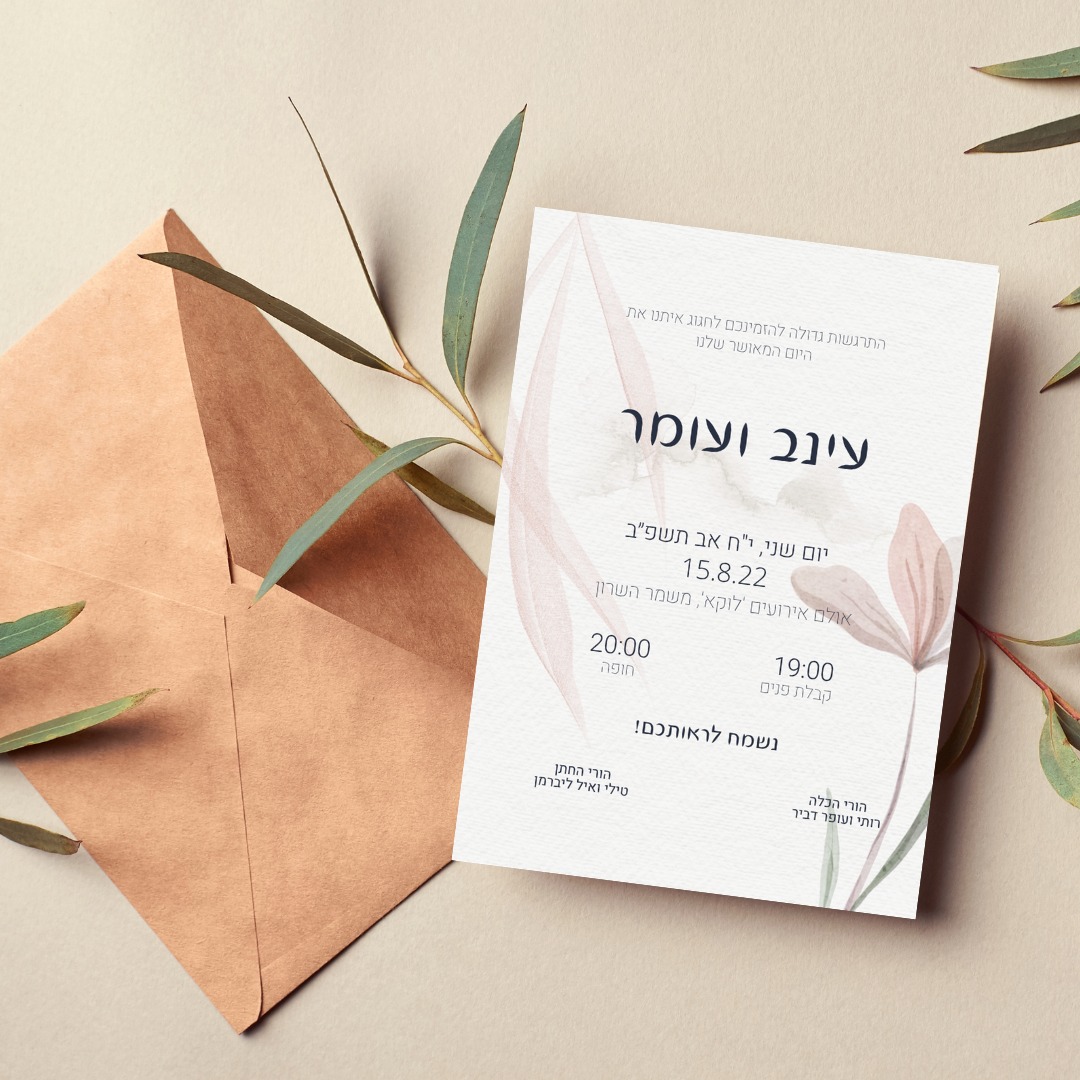 התרגשות גדולה להזמינכם לחגוג איתנו את
היום המאושר שלנו
עינב ועומר
יום שני, י"ח אב תשפ"ב
15.8.22
אולם אירועים 'לוקא', משמר השרון
19:00 20:00
קבלת פנים חופה
נשמח לראותכם!
הורי הכלה הורי החתן
רותי ועופר דביר טילי ואיל ליברמן